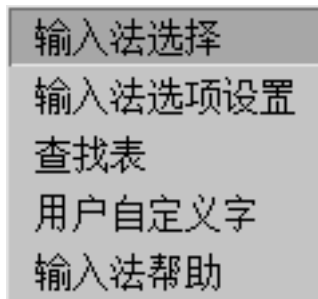 输入法选择
输入法选项设置
查找表
用户自定义字
输入法帮助